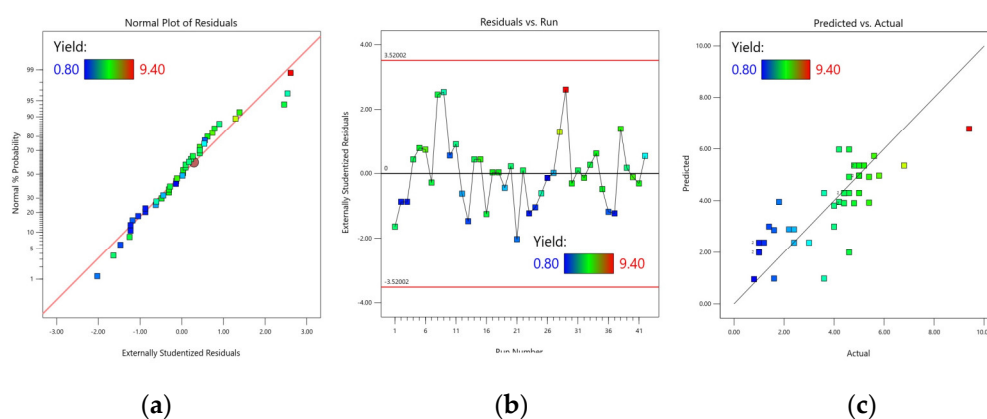 Normal Plot of Residuals
Yield:
0.80 9.40
Normal % Probability
99
95
90
80
70
50
30
20
10
5
1
-3.00 -2.00 -1.00 0.00 1.00 2.00 3.00
Externally Studentized Residuals
(a)
Residuals vs. Run
Externally Studentized Residuals
4.00
3.52002
2.00
0
0.00
-2.00
-3.52002
-4.00
Yield:
0.80 9.40
1 6 11 16 21 26 31 36 41
Run Number
(b)
Predicted vs. Actual
Yield:
0.80 9.40
Predicted
10.00
8.00
6.00
4.00
2.00
0.00
0.00 2.00 4.00 6.00 8.00 10.0
Actual
(c)